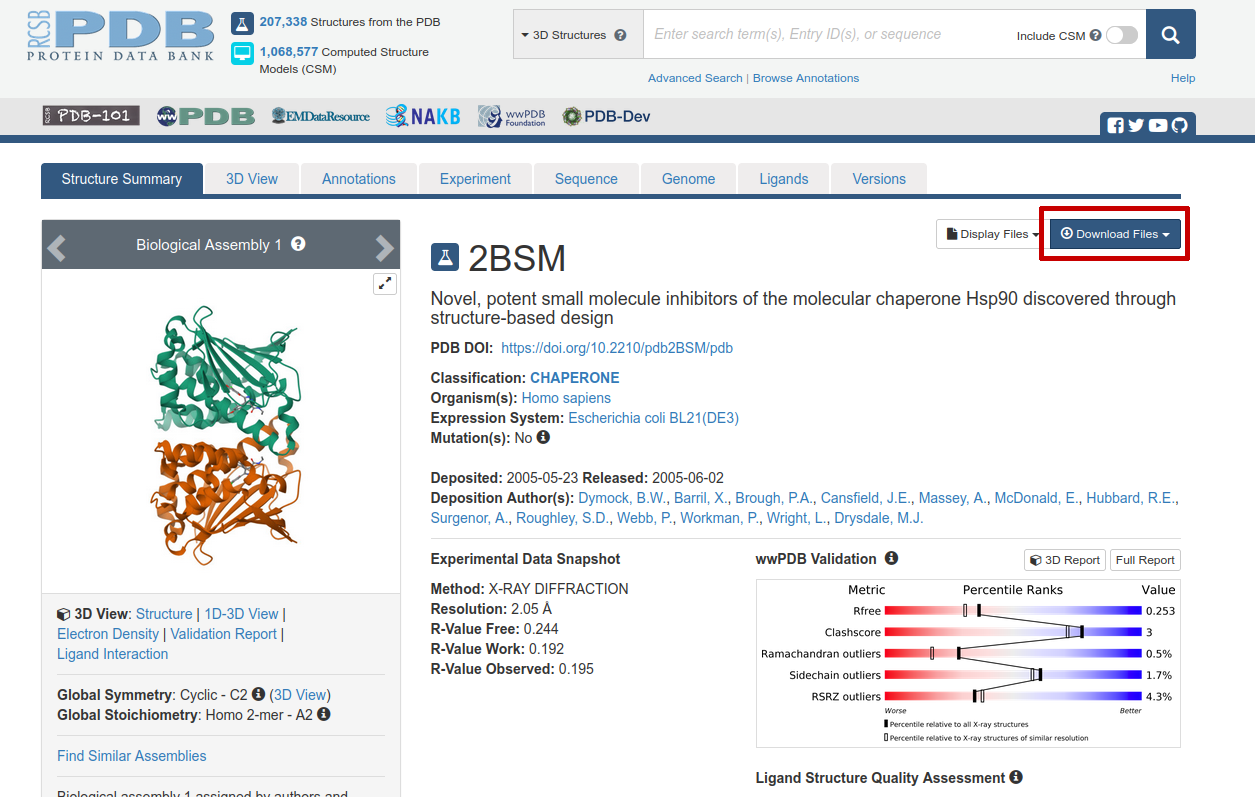 RCSB PDB
PROTEIN DATA BANK
207,338 Structures from the PDB
1,068,577 Computed Structure
Models (CSM)
3D Structures ?
Enter search term(s), Entry ID(s), or sequence
Include CSM ?
Advanced Search | Browse Annotations
Help
RCSB PDB-101
wwPDB
EMDataResource
NAKB
wwPDB
Foundation
PDB-Dev
Structure Summary
3D View
Annotations
Experiment
Sequence
Genome
Ligands
Versions
Biological Assembly 1 ?
Display Files
Download Files
2BSM
Novel, potent small molecule inhibitors of the molecular chaperone Hsp90 discovered through
structure-based design
PDB DOI: https://doi.org/10.2210/pdb2BSM/pdb
Classification: CHAPERONE
Organism(s): Homo sapiens
Expression System: Escherichia coli BL21(DE3)
Mutation(s): No
Deposited: 2005-05-23 Released: 2005-06-02
Deposition Author(s): Dymock, B.W., Barril, X., Brough, P.A., Cansfield, J.E., Massey, A., McDonald, E., Hubbard, R.E.,
Surgenor, A., Roughley, S.D., Webb, P., Workman, P., Wright, L., Drysdale, M.J.
3D View: Structure | 1D-3D View |
Electron Density | Validation Report |
Ligand Interaction
Global Symmetry: Cyclic - C2 (3D View)
Global Stoichiometry: Homo 2-mer - A2
Find Similar Assemblies
Biological assembly 1 assigned by authors and
Experimental Data Snapshot
Method: X-RAY DIFFRACTION
Resolution: 2.05 Å
R-Value Free: 0.244
R-Value Work: 0.192
R-Value Observed: 0.195
wwPDB Validation
3D Report
Full Report
Metric Percentile Ranks Value
Rfree 0.253
Clashscore 3
Ramachandran outliers 0.5%
Sidechain outliers 1.7%
RSRZ outliers 4.3%
Worse Better
Percentile relative to all X-ray structures
Percentile relative to X-ray structures of similar resolution
Ligand Structure Quality Assessment